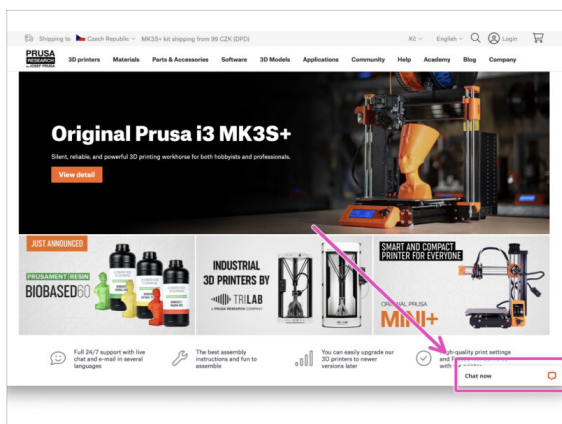 Shipping to Czech Republic MK3S+ kit shipping from 99 CZK (DPD) Kč English Login
PRUSA
RESEARCH
by JOSEF PRUSA
3D printers Materials Parts & Accessories Software 3D Models Applications Community Help Academy Blog Company
Original Prusa i3 MK3S+
Silent, reliable, and powerful 3D printing workhorse for both hobbyists and professionals.
View detail
JUST ANNOUNCED
PRUSAMENT RESIN
BIOBASED60
INDUSTRIAL
3D PRINTERS BY
TRILAB
A PRUSA RESEARCH COMPANY
SMART AND COMPACT
PRINTER FOR EVERYONE
ORIGINAL PRUSA
MINI+
Full 24/7 support with live
chat and e-mail in several
languages
The best assembly
instructions and fun to
assemble
You can easily upgrade our
3D printers to newer
versions later
High-quality print settings
and
with
Chat now